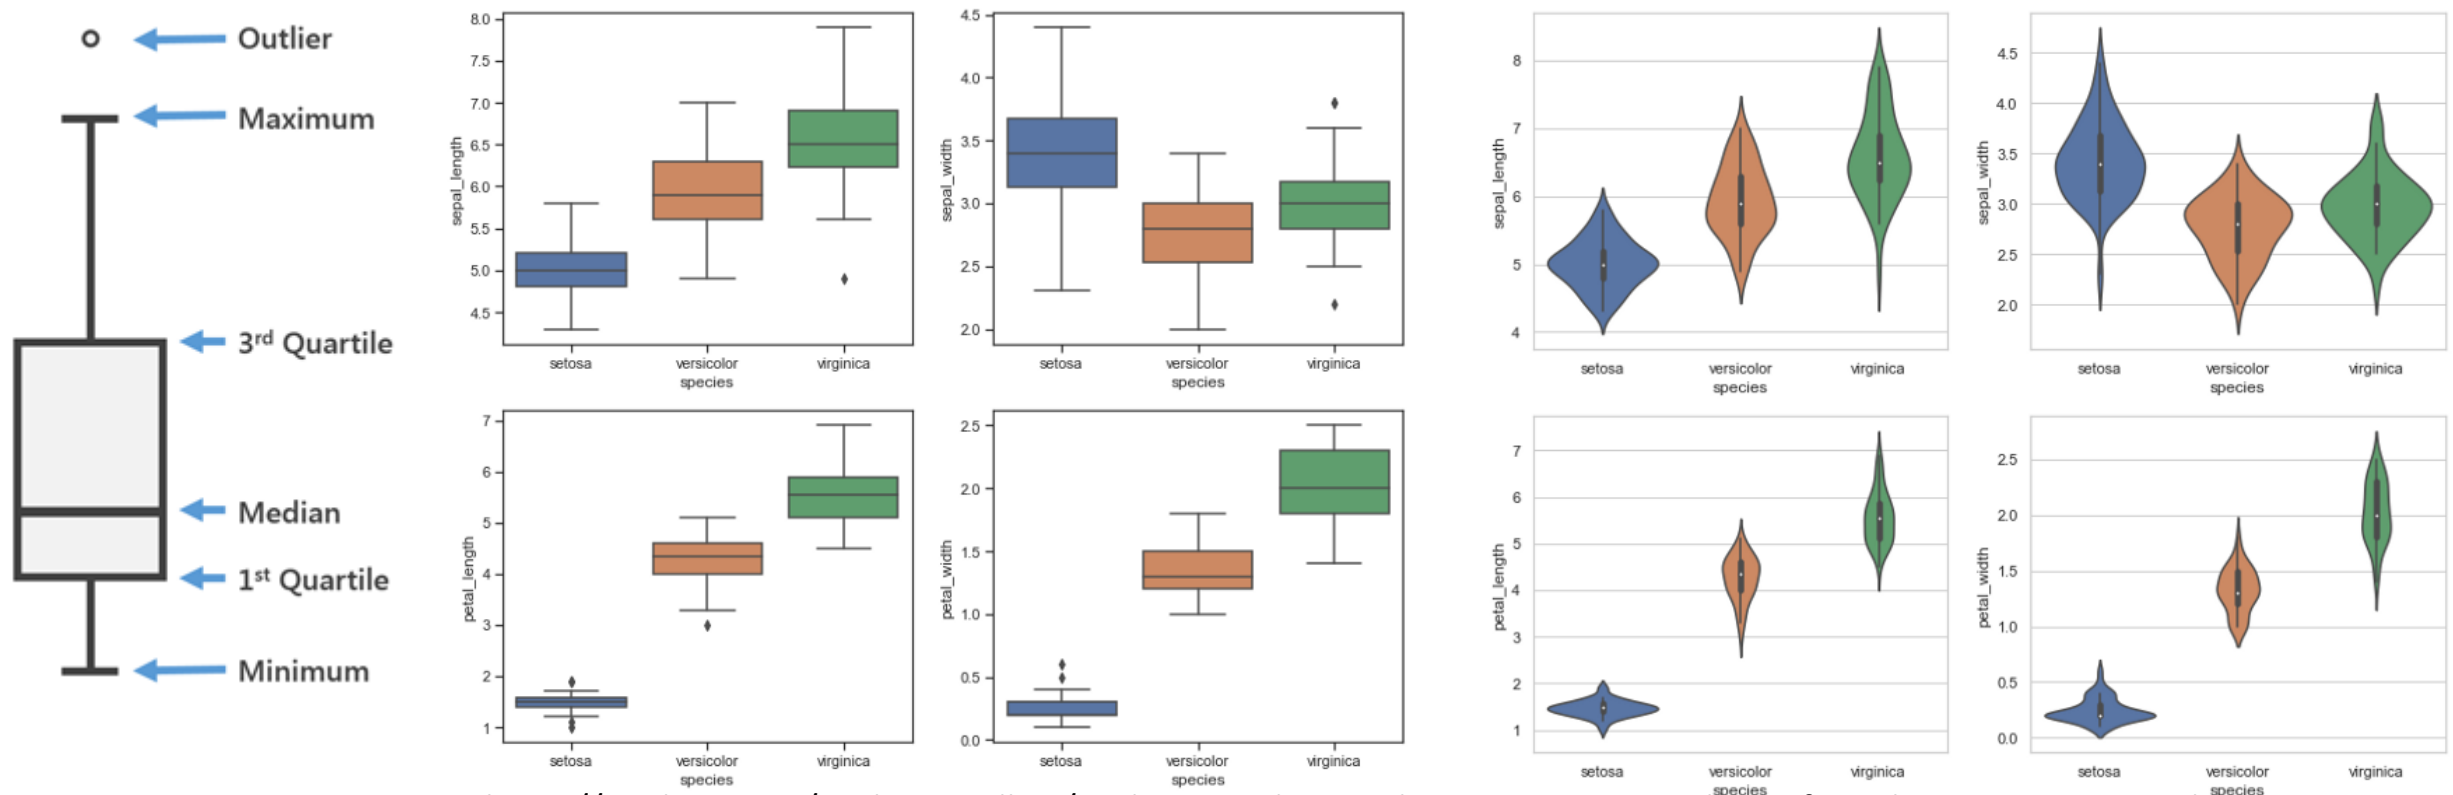 Outlier
Maximum
3rd Quartile
Median
1st Quartile
Minimum
8.0
7.5
7.0
6.5
6.0
5.5
5.0
4.5
sepal_length
setosa
versicolor
virginica
species
4.5
4.0
3.5
3.0
2.5
2.0
sepal_width
setosa
versicolor
virginica
species
8
7
6
5
4
sepal_length
setosa
versicolor
virginica
species
4.5
4.0
3.5
3.0
2.5
2.0
sepal_width
setosa
versicolor
virginica
species
7
6
5
4
3
2
1
petal_length
setosa
versicolor
virginica
species
2.5
2.0
1.5
1.0
0.5
0.0
petal_width
setosa
versicolor
virginica
species
7
6
5
4
3
2
1
petal_length
setosa
versicolor
virginica
species
2.5
2.0
1.5
1.0
0.5
0.0
petal_width
setosa
versicolor
virginica
species